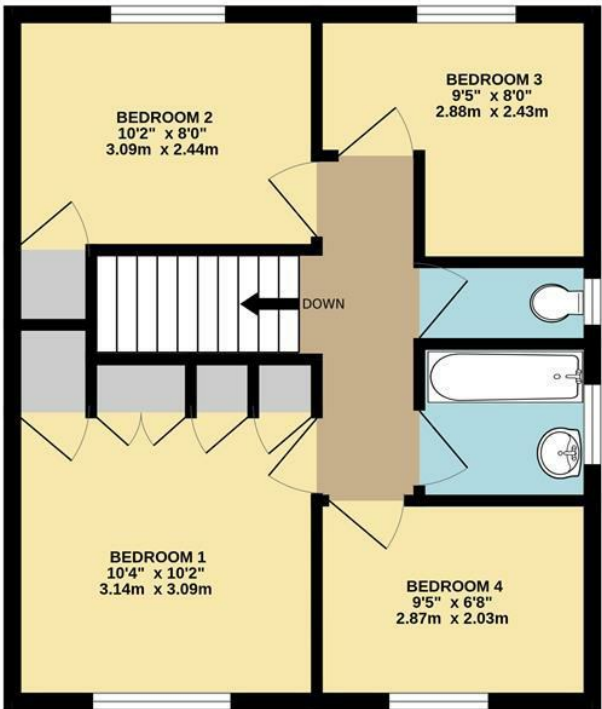 BEDROOM 2
10'2" x 8'0"
3.09m x 2.44m
BEDROOM 3
9'5" x 8'0"
2.88m x 2.43m
DOWN
BEDROOM 1
10'4" x 10'2"
3.14m x 3.09m
BEDROOM 4
9'5" x 6'8"
2.87m x 2.03m